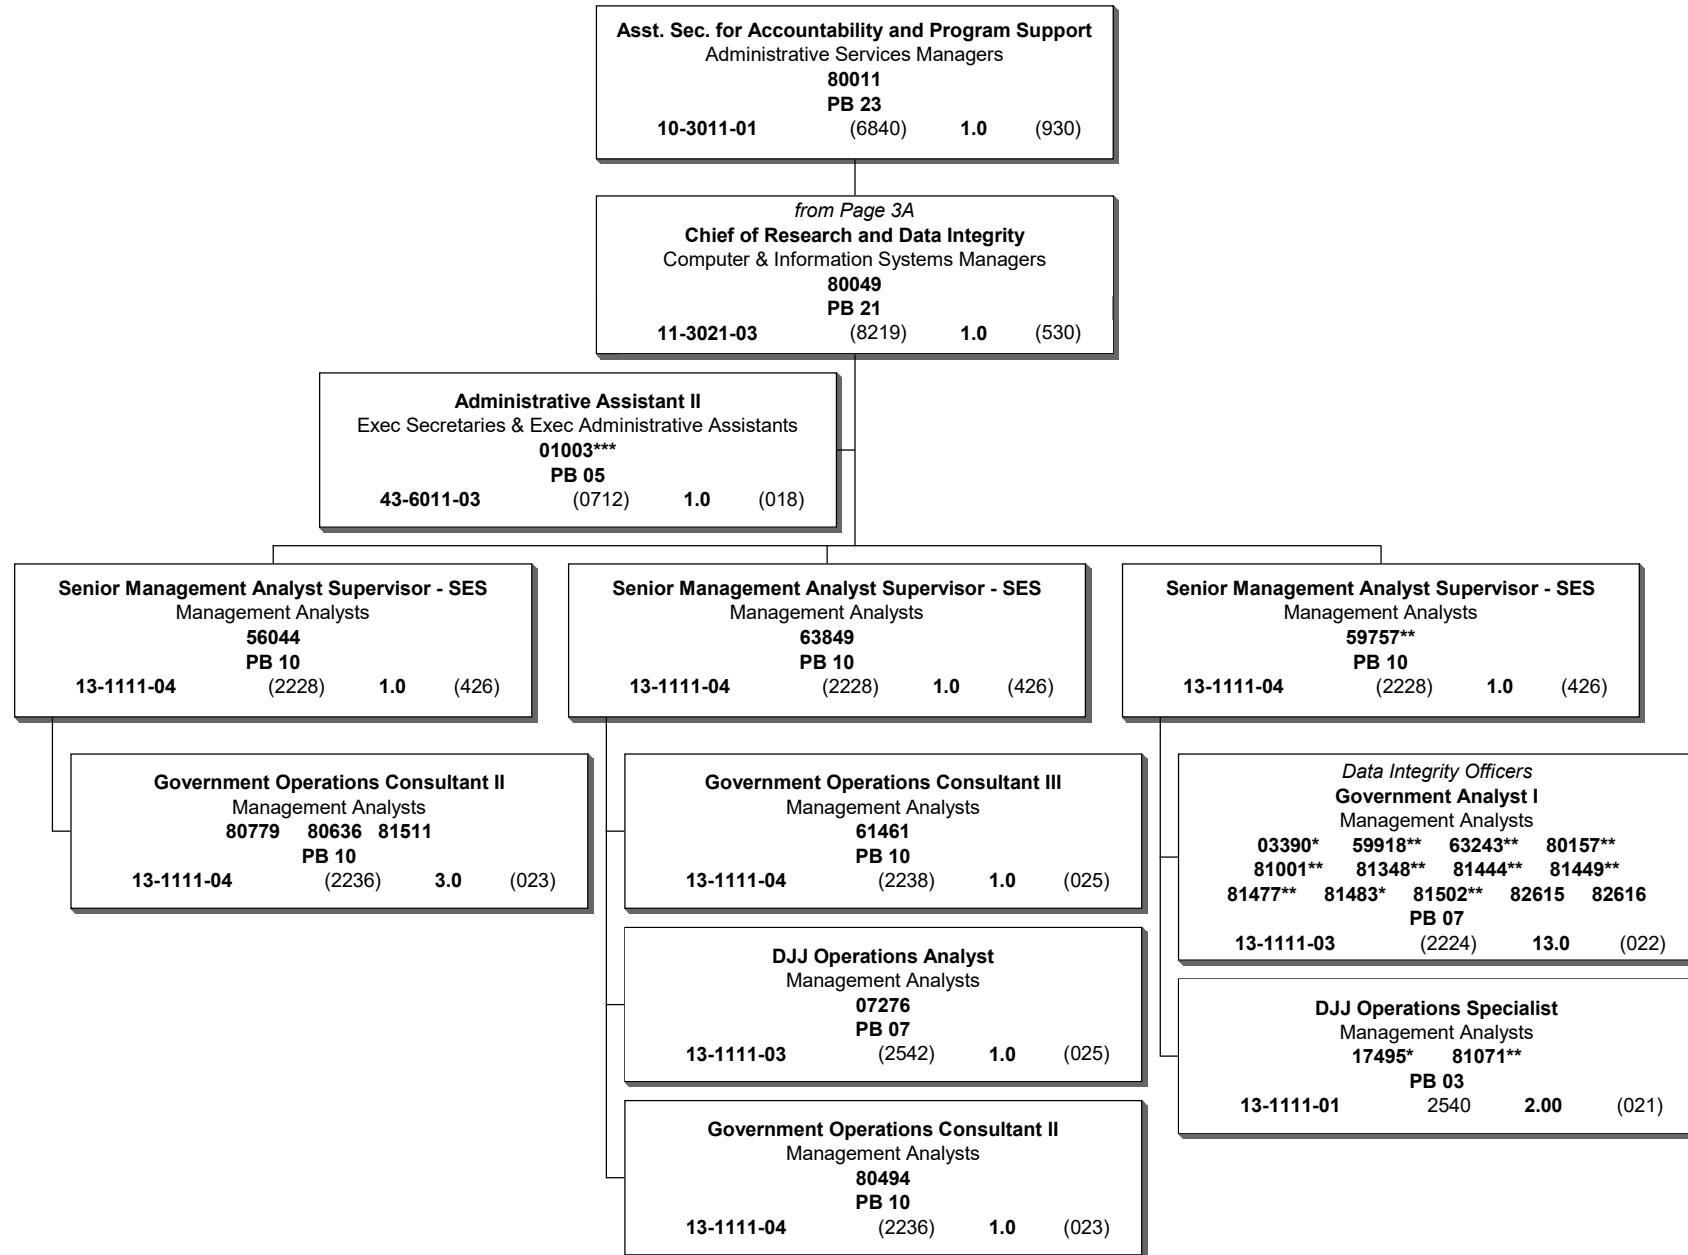 Asst. Sec. for Accountability and Program Support
Administrative Services Managers
80011
PB 23
10-3011-01 (6840) 1.0 (930)
from Page 3A
Chief of Research and Data Integrity
Computer & Information Systems Managers
80049
PB 21
11-3021-03 (8219) 1.0 (530)
Administrative Assistant II
Exec Secretaries & Exec Administrative Assistants
01003***
PB 05
43-6011-03 (0712) 1.0 (018)
Senior Management Analyst Supervisor - SES
Management Analysts
56044
PB 10
13-1111-04 (2228) 1.0 (426)
Senior Management Analyst Supervisor - SES
Management Analysts
63849
PB 10
13-1111-04 (2228) 1.0 (426)
Senior Management Analyst Supervisor - SES
Management Analysts
59757**
PB 10
13-1111-04 (2228) 1.0 (426)
Government Operations Consultant II
Management Analysts
80779 80636 81511
PB 10
13-1111-04 (2236) 3.0 (023)
Government Operations Consultant III
Management Analysts
61461
PB 10
13-1111-04 (2238) 1.0 (025)
DJJ Operations Analyst
Management Analysts
07276
PB 07
13-1111-03 (2542) 1.0 (025)
Government Operations Consultant II
Management Analysts
80494
PB 10
13-1111-04 (2236) 1.0 (023)
Data Integrity Officers
Government Analyst I
Management Analysts
03390* 59918** 63243** 80157**
81001** 81348** 81444** 81449**
81477** 81483* 81502** 82615 82616
PB 07
13-1111-03 (2224) 13.0 (022)
DJJ Operations Specialist
Management Analysts
17495* 81071**
PB 03
13-1111-01 2540 2.00 (021)